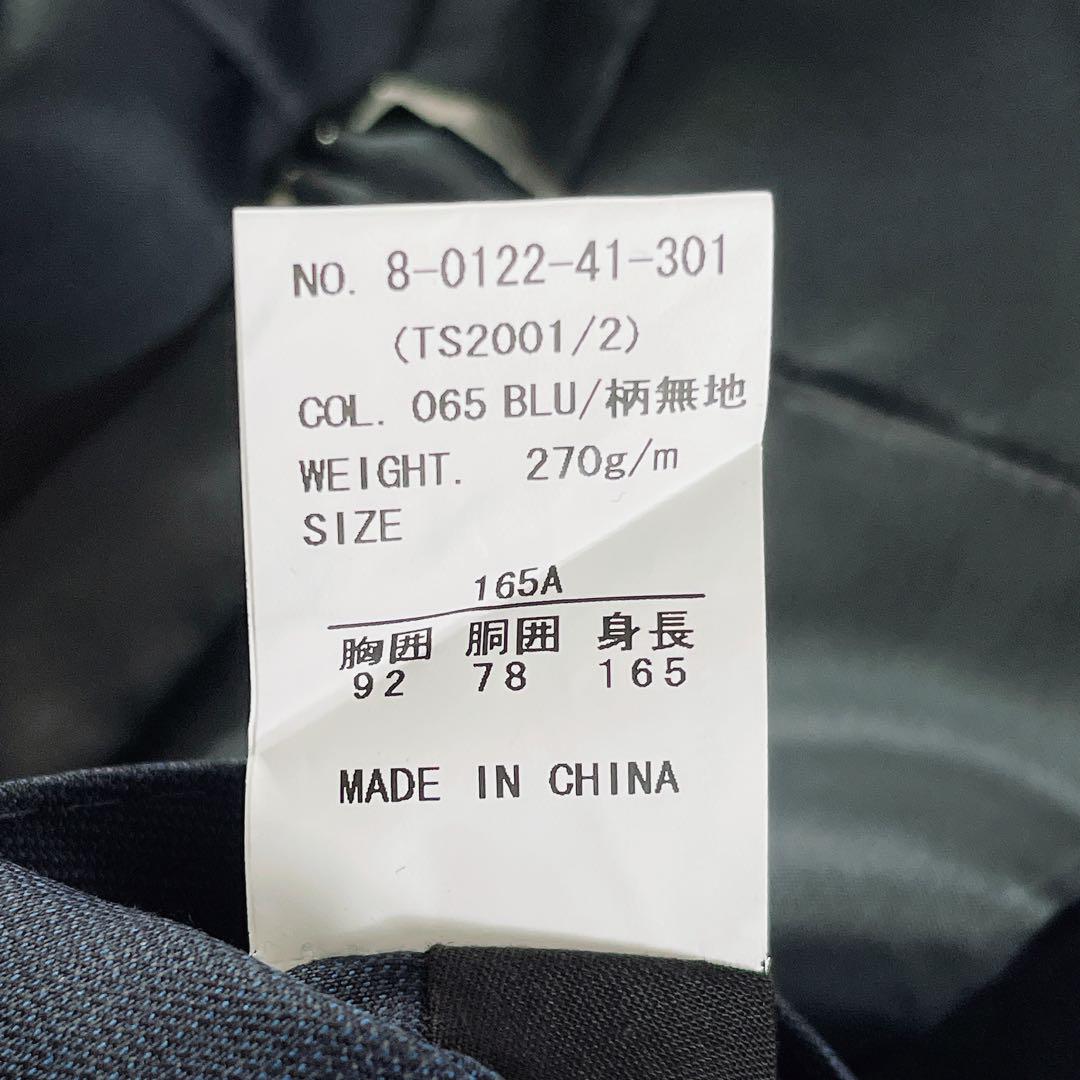 NO. 8-0122-41-301
(TS2001/2)
COL. 065 BLU/柄無地
WEIGHT. 270g/m
SIZE
165A
胸囲 胴囲 身長
92 78 165
MADE IN CHINA